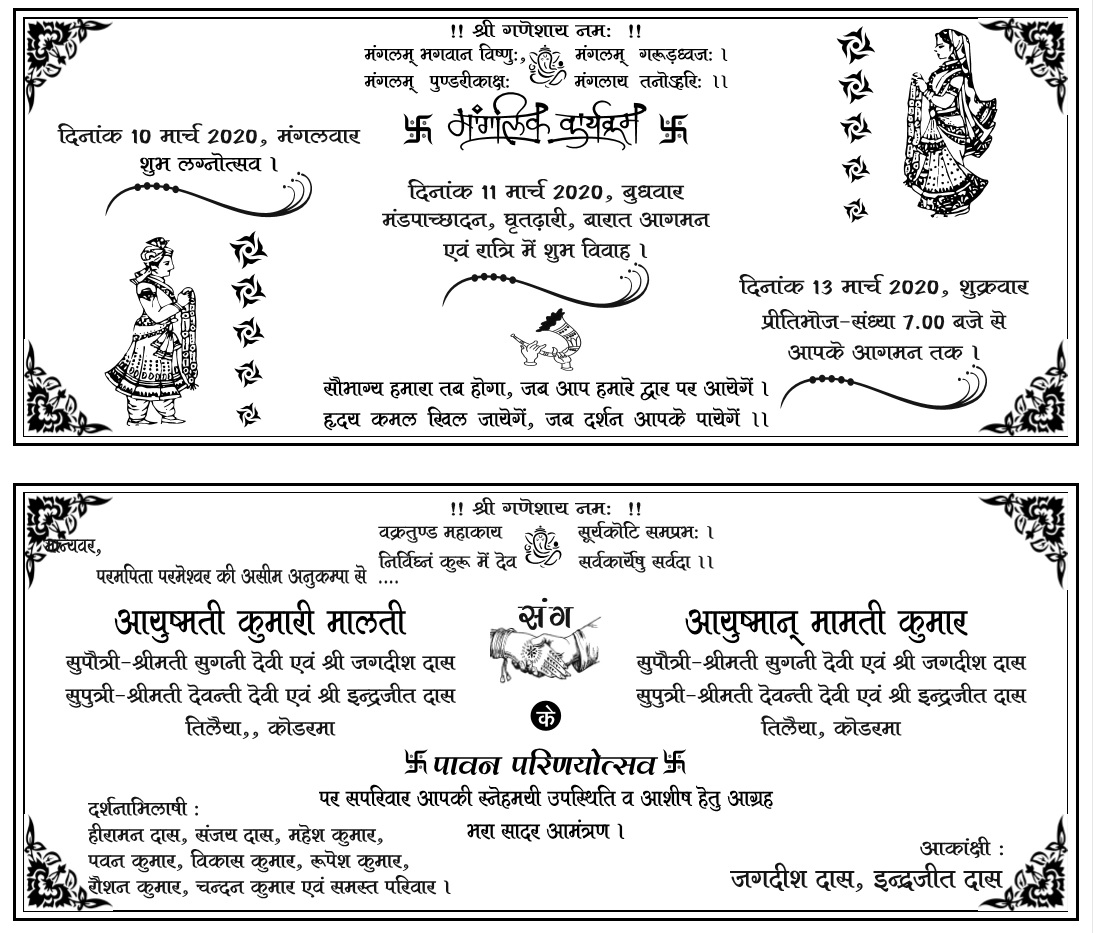 !! श्री गणेशाय नमः !!
मंगलम् भगवान विष्णुः, मंगलम् गरूड़ध्वजः ।
मंगलम् पुण्डरीकाक्षः मंगलाय तनोऽहरिः ।।
卐 मांगलिक कार्यक्रम 卐
दिनांक 10 मार्च 2020, मंगलवार
शुभ लग्नोत्सव ।
दिनांक 11 मार्च 2020, बुधवार
मंडपाच्छादन, घृतढ़ारी, बारात आगमन
एवं रात्रि में शुभ विवाह ।
दिनांक 13 मार्च 2020, शुक्रवार
प्रीतिभोज-संध्या 7.00 बजे से
आपके आगमन तक ।
सौभाग्य हमारा तब होगा, जब आप हमारे द्वार पर आयेगें ।
हृदय कमल खिल जायेगें, जब दर्शन आपके पायेगें ।।
!! श्री गणेशाय नमः !!
वक्रतुण्ड महाकाय सूर्यकोटि समप्रभः ।
निर्विघ्नं कुरू में देव सर्वकार्येषु सर्वदा ।।
मान्यवर,
परमपिता परमेश्वर की असीम अनुकम्पा से ....
आयुष्मती कुमारी मालती
सुपौत्री-श्रीमती सुगनी देवी एवं श्री जगदीश दास
सुपुत्री-श्रीमती देवन्ती देवी एवं श्री इन्द्रजीत दास
तिलैया,, कोडरमा
संग
आयुष्मान् मामती कुमार
सुपौत्री-श्रीमती सुगनी देवी एवं श्री जगदीश दास
सुपुत्री-श्रीमती देवन्ती देवी एवं श्री इन्द्रजीत दास
तिलैया, कोडरमा
के
卐 पावन परिणयोत्सव 卐
पर सपरिवार आपकी स्नेहमयी उपस्थिति व आशीष हेतु आग्रह
भरा सादर आमंत्रण ।
दर्शनाभिलाषी :
हीरामन दास, संजय दास, महेश कुमार,
पवन कुमार, विकास कुमार, रूपेश कुमार,
रौशन कुमार, चन्दन कुमार एवं समस्त परिवार ।
आकांक्षी :
जगदीश दास, इन्द्रजीत दास